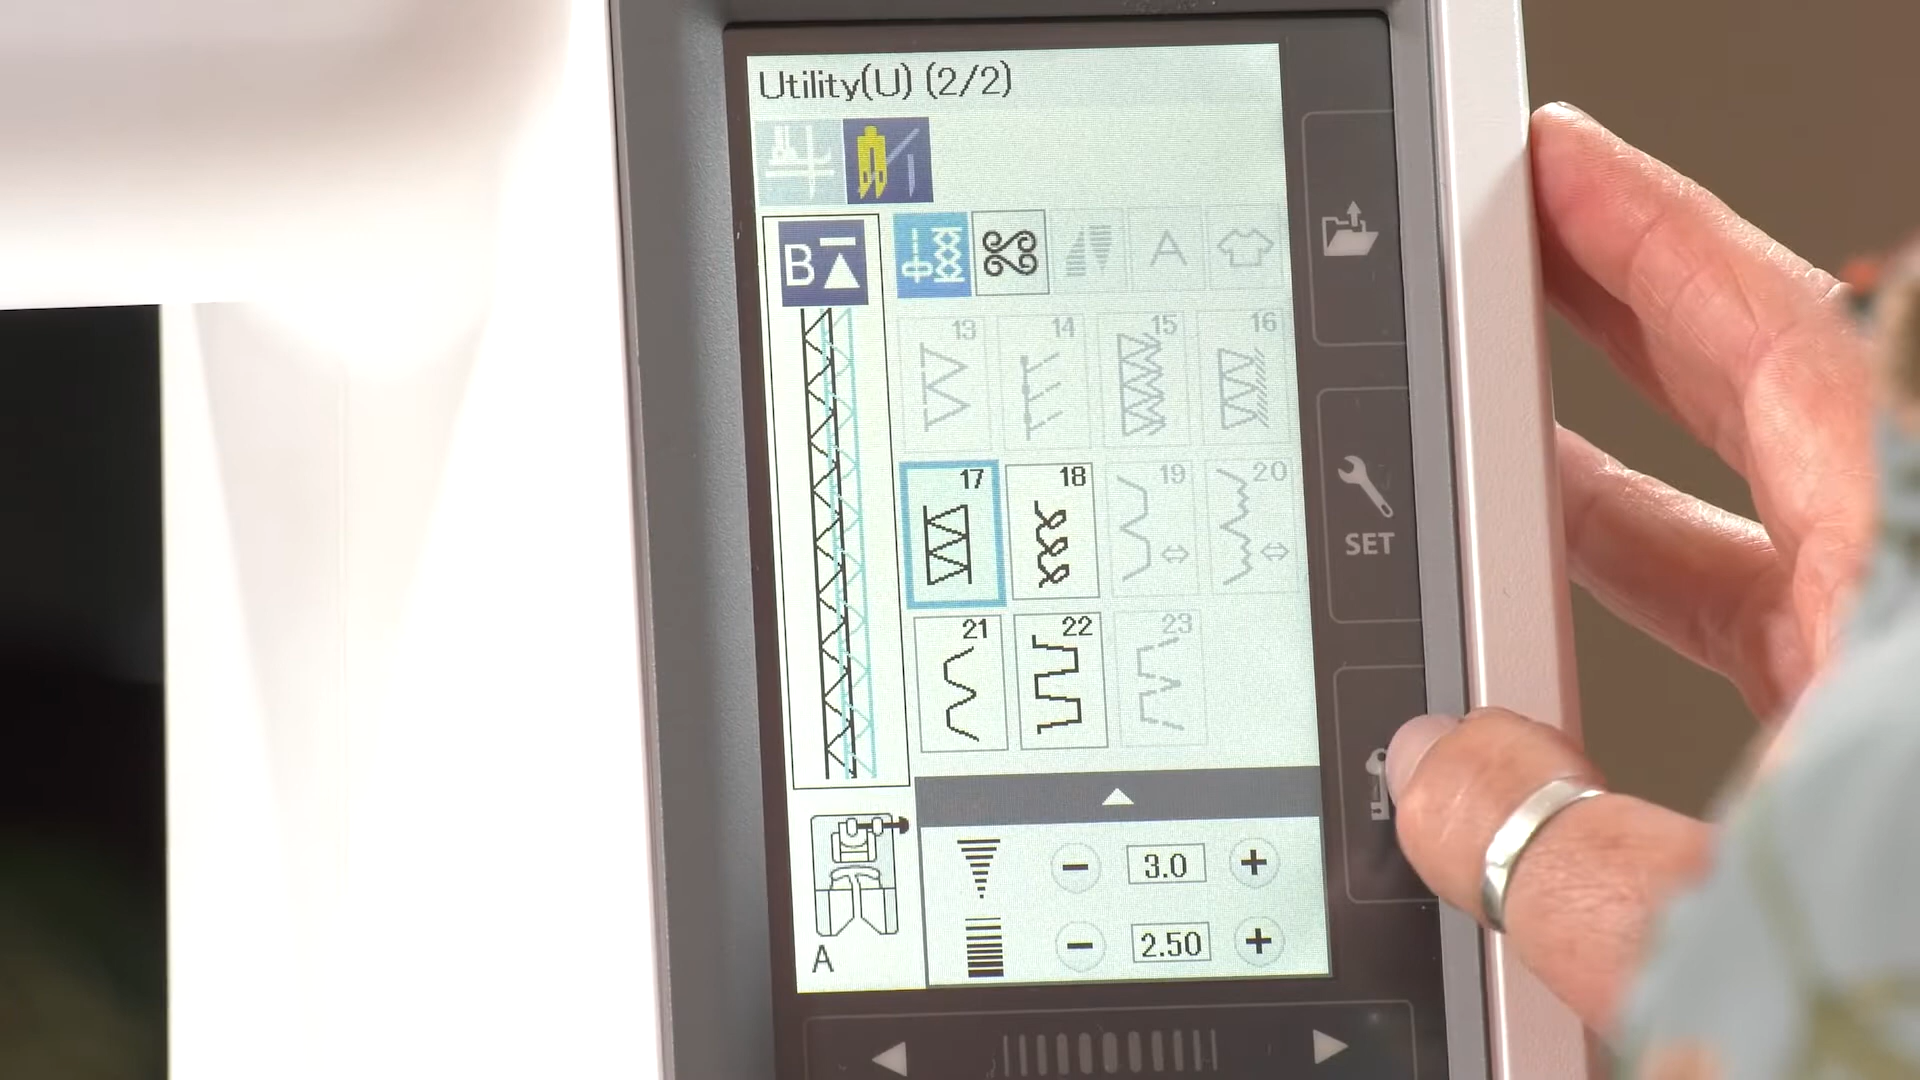 Utility(U) (2/2)
B
A
13 14 15 16
17 18 19 20
21 22 23
SET
3.0
2.50
A